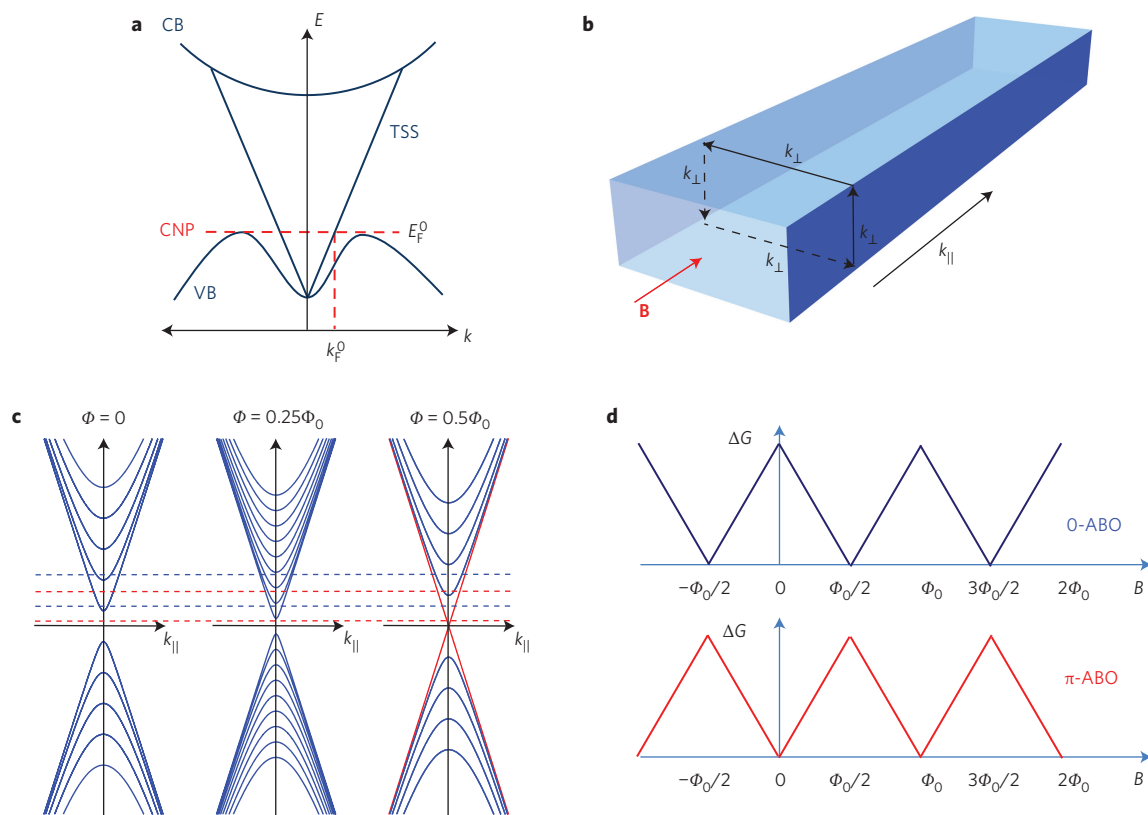 a
CB
E
TSS
CNP
E_F^0
VB
k
k_F^0
b
k_⊥
k_⊥
k_⊥
k_⊥
k_||
B
c
Φ = 0
Φ = 0.25Φ_0
Φ = 0.5Φ_0
k_||
k_||
k_||
d
ΔG
0-ABO
−Φ_0/2 0 Φ_0/2 Φ_0 3Φ_0/2 2Φ_0 B
ΔG
π-ABO
−Φ_0/2 0 Φ_0/2 Φ_0 3Φ_0/2 2Φ_0 B